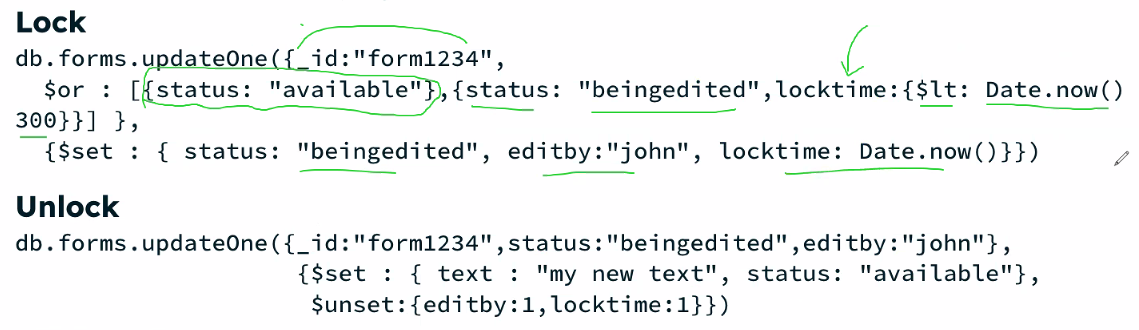 Lock
db.forms.updateOne({_id:"form1234",
$or : [{status: "available"},{status: "beingedited",locktime:{$lt: Date.now()
300}}] },
{$set : { status: "beingedited", editby:"john", locktime: Date.now()}})
Unlock
db.forms.updateOne({_id:"form1234",status:"beingedited",editby:"john"},
{$set : { text : "my new text", status: "available"},
$unset:{editby:1,locktime:1}})